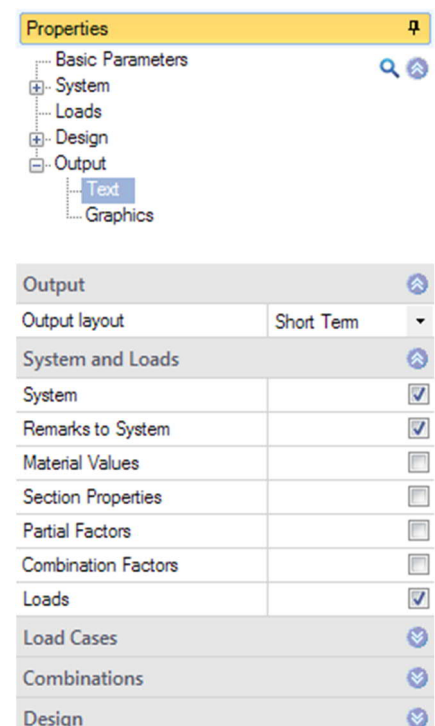 Properties
Basic Parameters
System
Loads
Design
Output
Text
Graphics
Output
Output layout Short Term
System and Loads
System
Remarks to System
Material Values
Section Properties
Partial Factors
Combination Factors
Loads
Load Cases
Combinations
Design